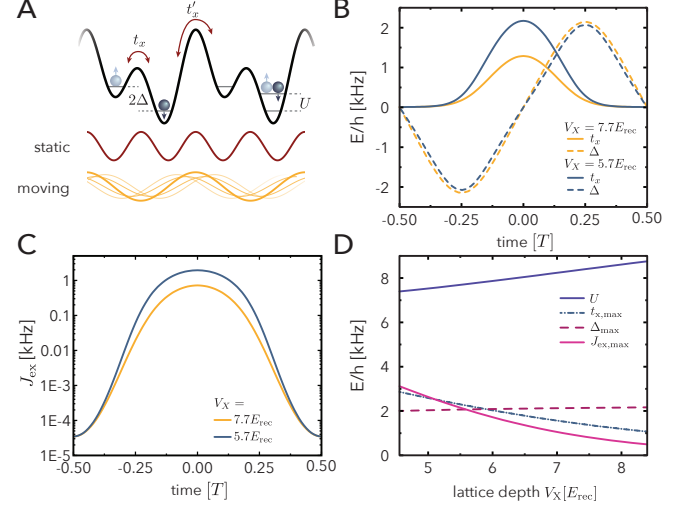 A
t_x
t'_x
2Δ
U
static
moving
B
E/h [kHz]
2
1
0
-1
-2
V_X = 7.7E_rec
t_x
Δ
V_X = 5.7E_rec
t_x
Δ
-0.50
-0.25
0.00
0.25
0.50
time [T]
C
J_ex [kHz]
1
0.1
0.01
1E-3
1E-4
1E-5
V_X =
7.7E_rec
5.7E_rec
-0.50
-0.25
0.00
0.25
0.50
time [T]
D
E/h [kHz]
8
6
4
2
0
U
t_x,max
Δ_max
J_ex,max
5
6
7
8
lattice depth V_X[E_rec]